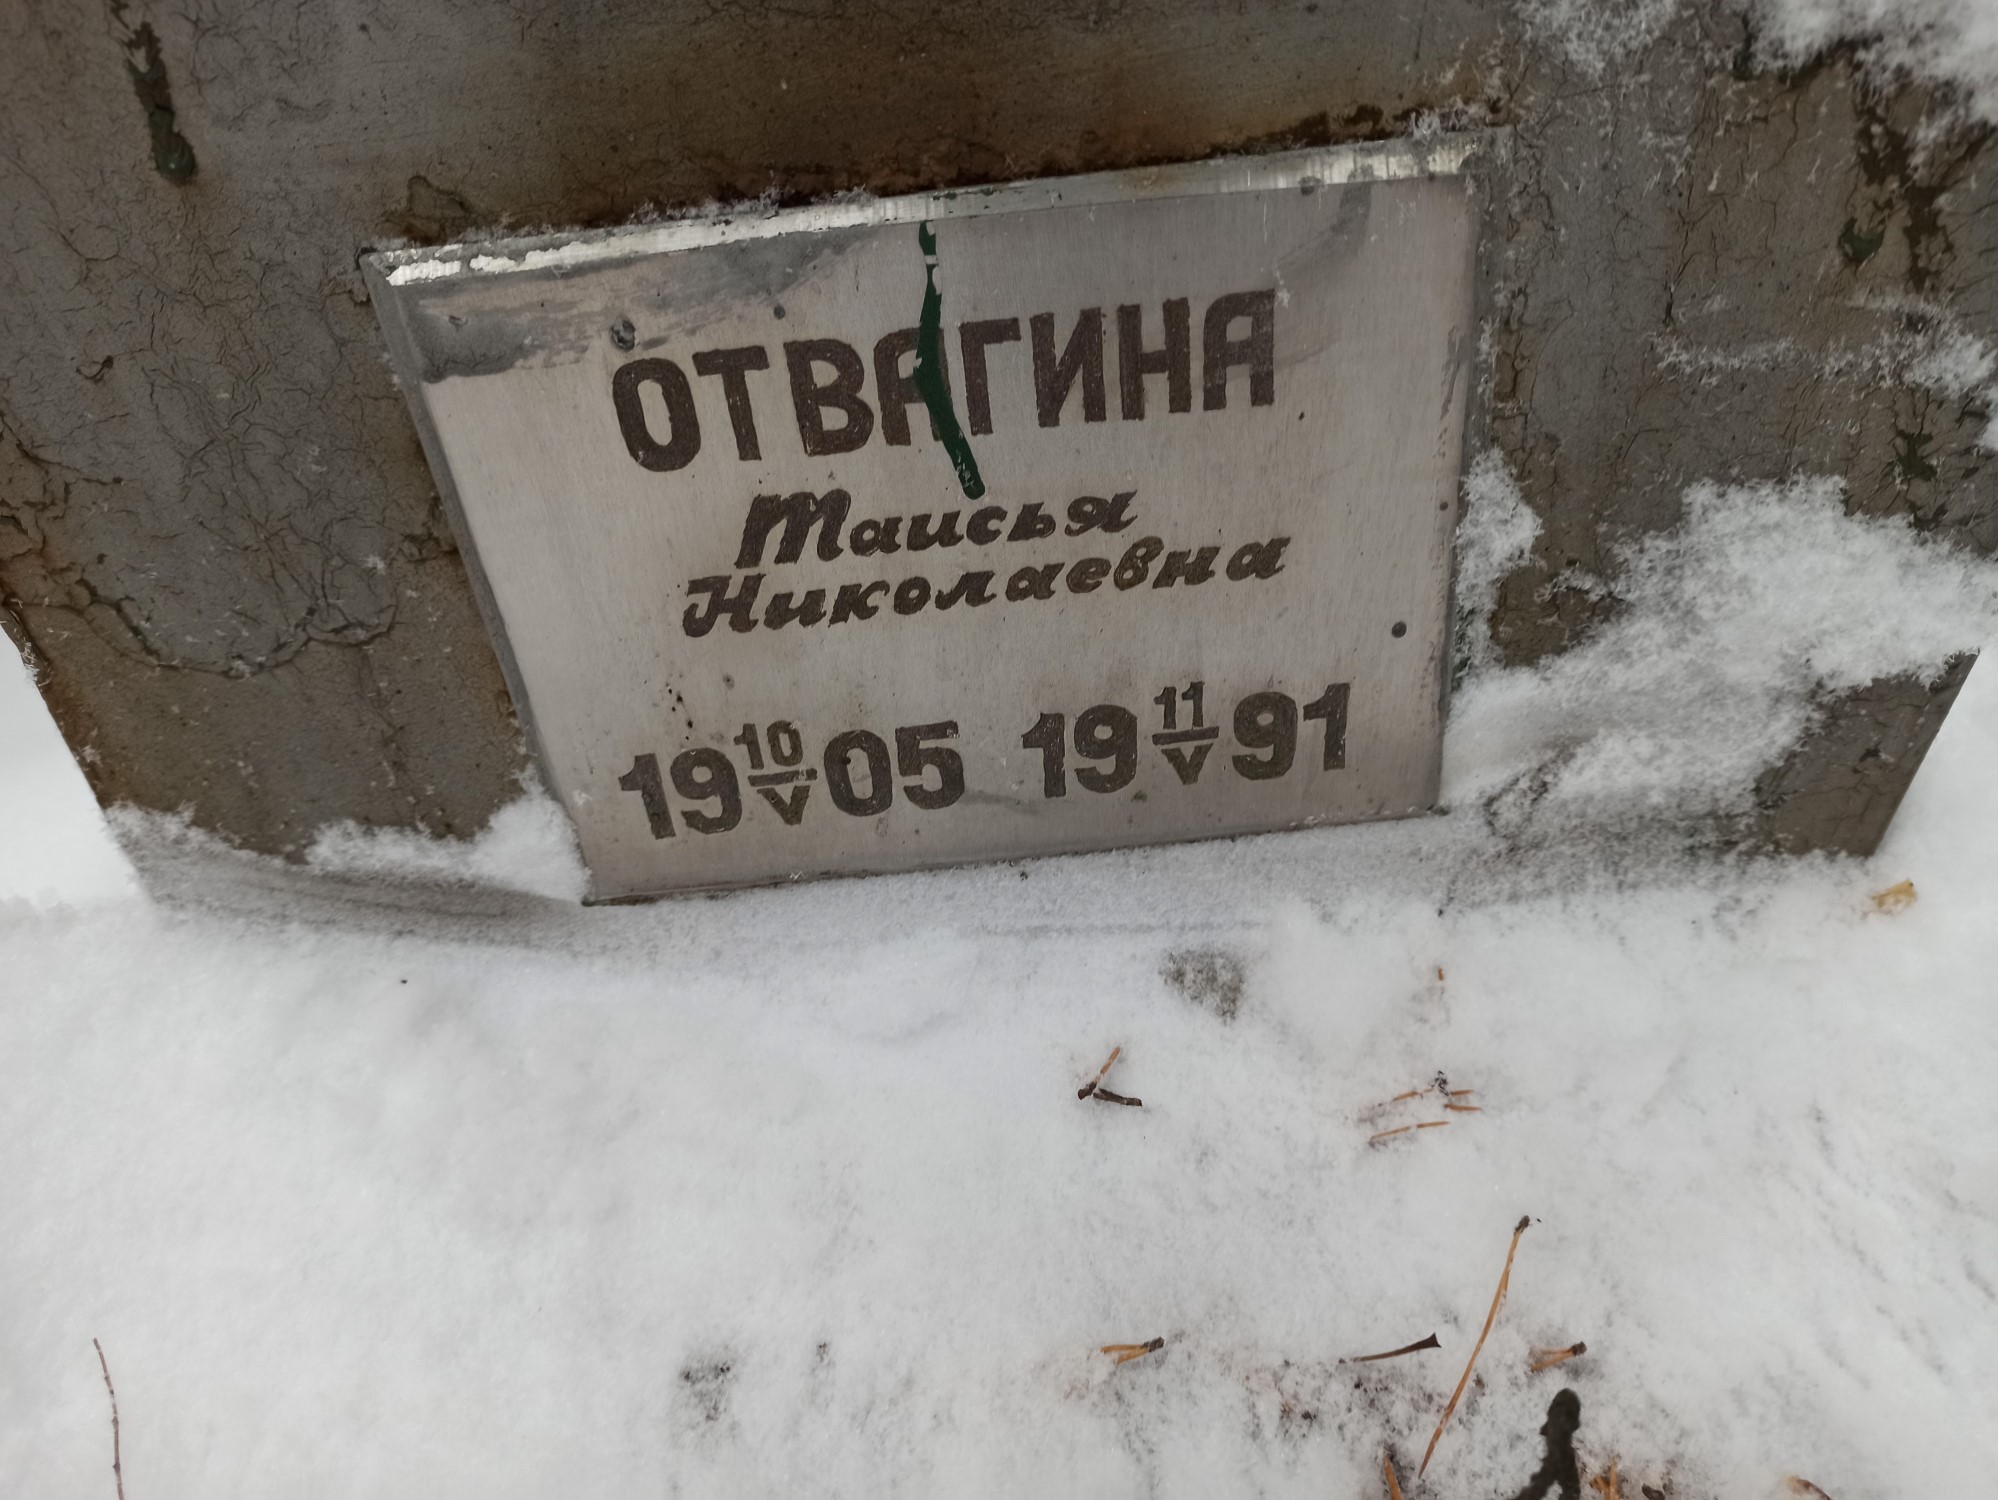 ОТВАГИНА
Таисья
Николаевна
19 10/V 05 19 11/V 91